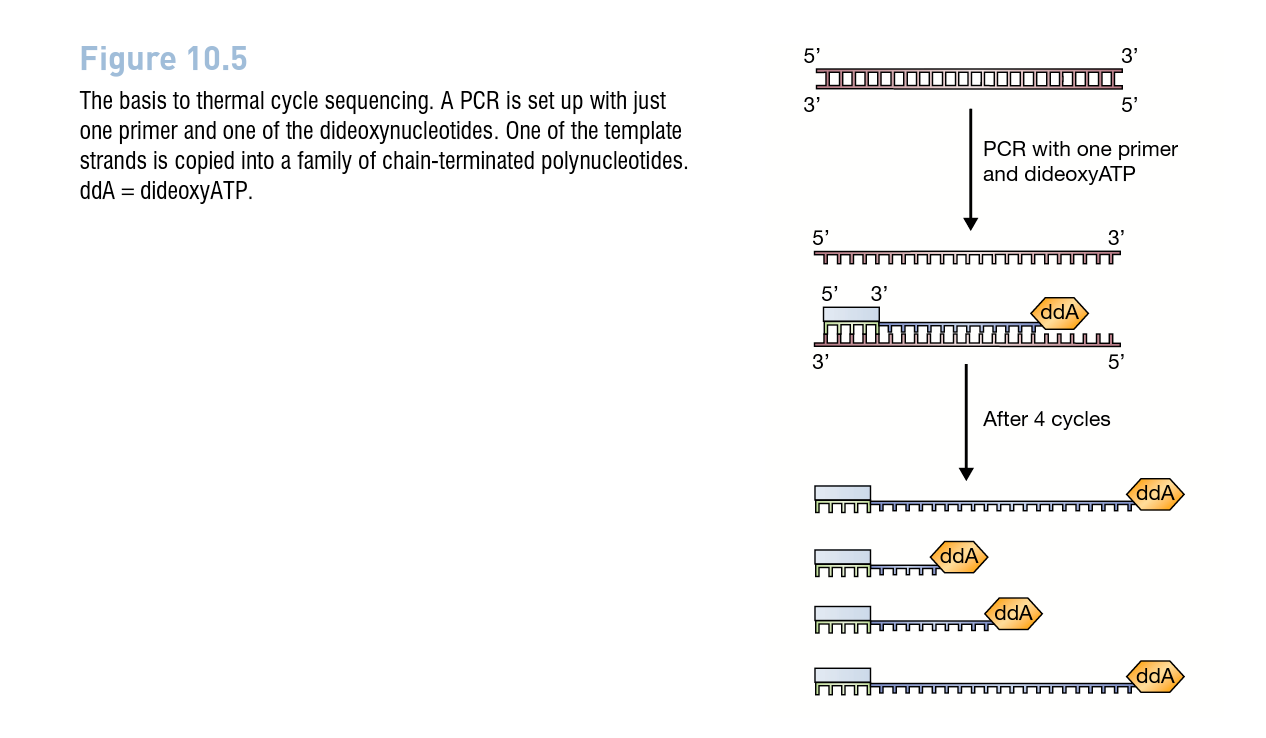 Figure 10.5
The basis to thermal cycle sequencing. A PCR is set up with just
one primer and one of the dideoxynucleotides. One of the template
strands is copied into a family of chain-terminated polynucleotides.
ddA = dideoxyATP.
5’ 3’
3’ 5’
PCR with one primer
and dideoxyATP
5’ 3’
5’ 3’
ddA
3’ 5’
After 4 cycles
ddA
ddA
ddA
ddA